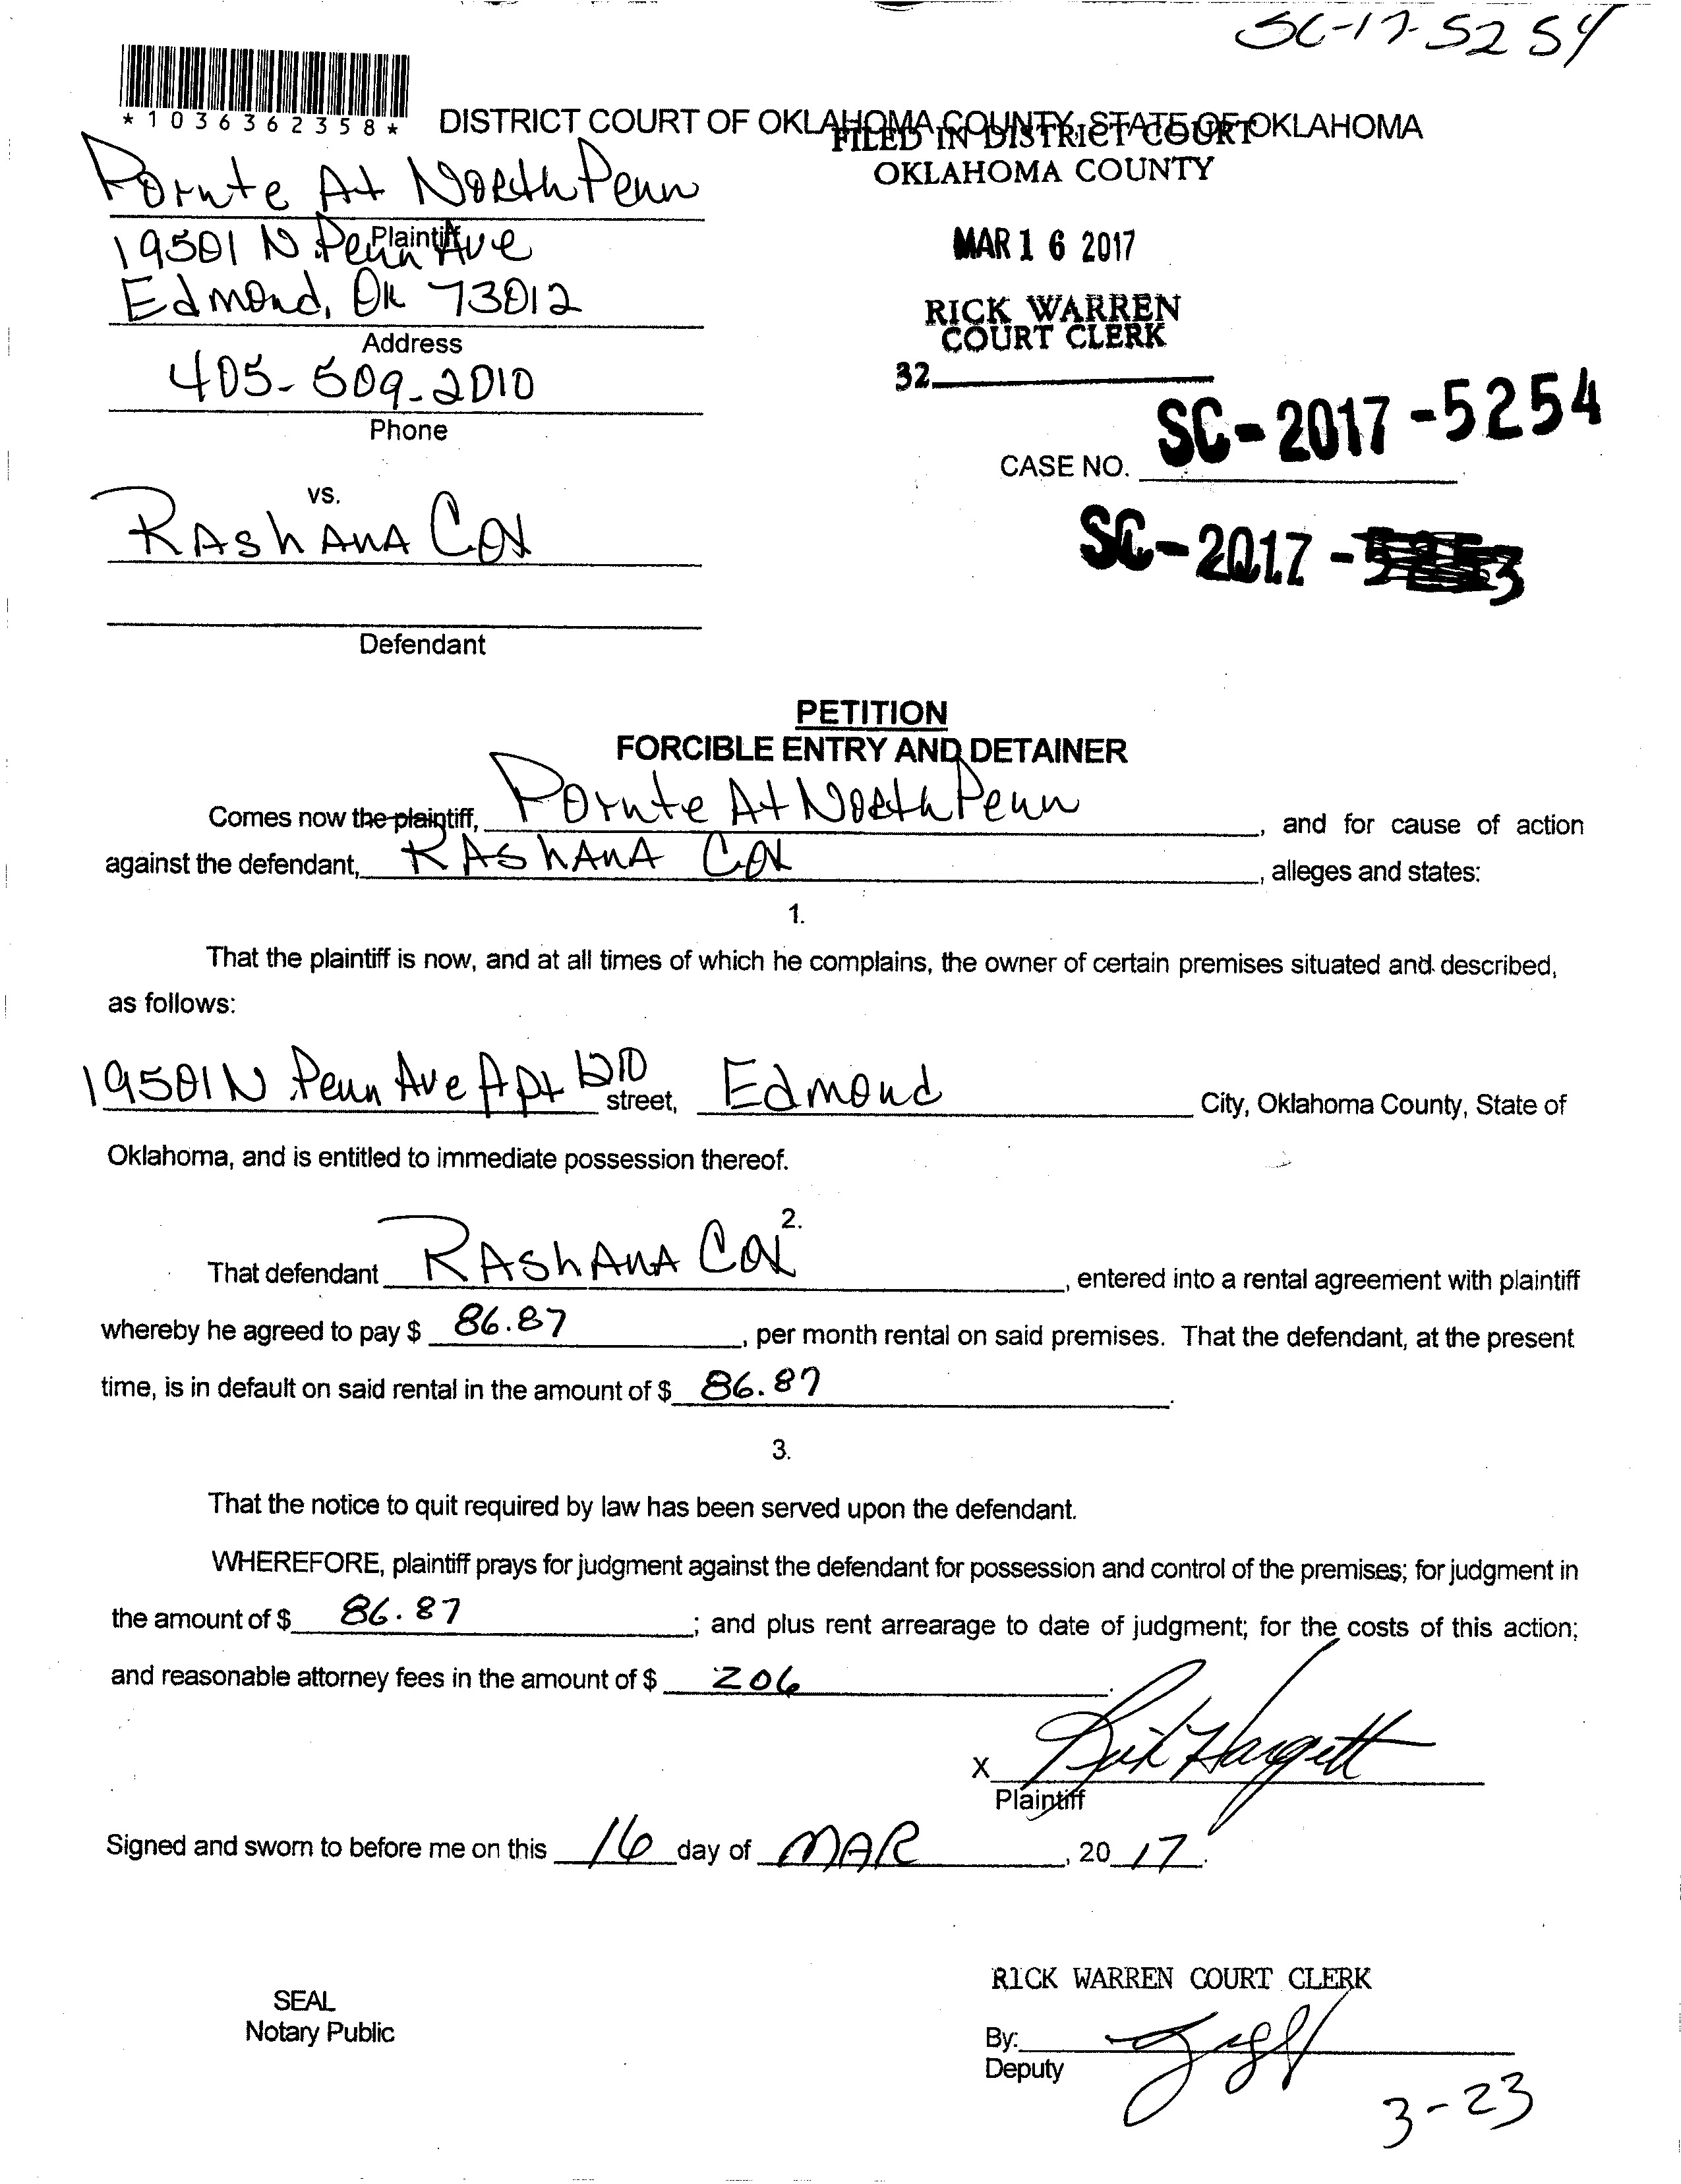 SC-17-5254
*1036362358*
DISTRICT COURT OF OKLAHOMA COUNTY, STATE OF OKLAHOMA
FILED IN DISTRICT COURT
OKLAHOMA COUNTY
Pointe At North Penn
Plaintiff
19501 N. Penn Ave
MAR 16 2017
Edmond, OK 73012
RICK WARREN
COURT CLERK
Address
32
405-509-2010
Phone
CASE NO. SC-2017-5254
vs.
RAshANA Cox
SC-2017-5253
Defendant
PETITION
FORCIBLE ENTRY AND DETAINER
Comes now the plaintiff, Pointe At North Penn, and for cause of action
against the defendant, RAshANA Cox, alleges and states:
1.
That the plaintiff is now, and at all times of which he complains, the owner of certain premises situated and described,
as follows:
19501 N Penn Ave Apt 1210 street, Edmond City, Oklahoma County, State of
Oklahoma, and is entitled to immediate possession thereof.
2.
That defendant RAshANA Cox, entered into a rental agreement with plaintiff
whereby he agreed to pay $ 86.87, per month rental on said premises. That the defendant, at the present
time, is in default on said rental in the amount of $ 86.87.
3.
That the notice to quit required by law has been served upon the defendant.
WHEREFORE, plaintiff prays for judgment against the defendant for possession and control of the premises; for judgment in
the amount of $ 86.87; and plus rent arrearage to date of judgment; for the costs of this action;
and reasonable attorney fees in the amount of $ 206.
X Hargett
Plaintiff
Signed and sworn to before me on this 16 day of MAR, 2017.
RICK WARREN COURT CLERK
SEAL
Notary Public
By:
Deputy
3-23